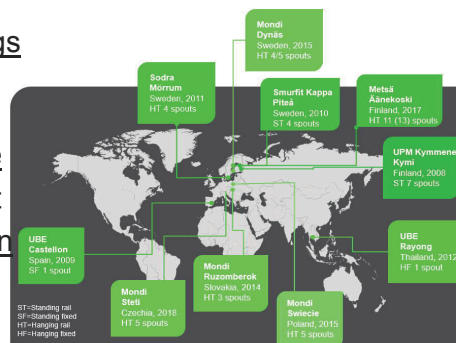 gs
e
n
Mondi
Dynäs
Sweden, 2015
HT 4/5 spouts
Sodra
Mörrum
Sweden, 2011
HT 4 spouts
Smurfit Kappa
Piteå
Sweden, 2010
ST 4 spouts
Metsä
Äänekoski
Finland, 2017
HT 11 (13) spouts
UPM Kymmene
Kymi
Finland, 2008
ST 7 spouts
UBE
Castellon
Spain, 2009
SF 1 spout
Mondi
Steti
Czechia, 2018
HT 5 spouts
Mondi
Ruzomberok
Slovakia, 2014
HT 3 spouts
Mondi
Swiecie
Poland, 2015
HT 5 spouts
UBE
Rayong
Thailand, 2012
HF 1 spout
ST=Standing rail
SF=Standing fixed
HT=Hanging rail
HF=Hanging fixed